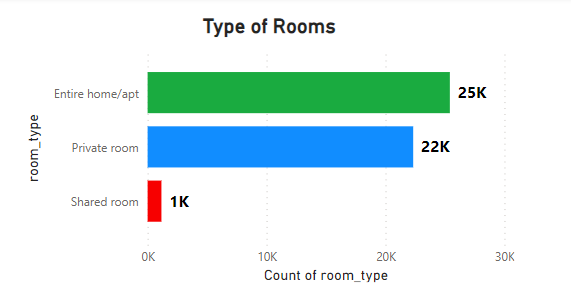 Type of Rooms
room_type
Entire home/apt
25K
Private room
22K
Shared room
1K
0K
10K
20K
30K
Count of room_type